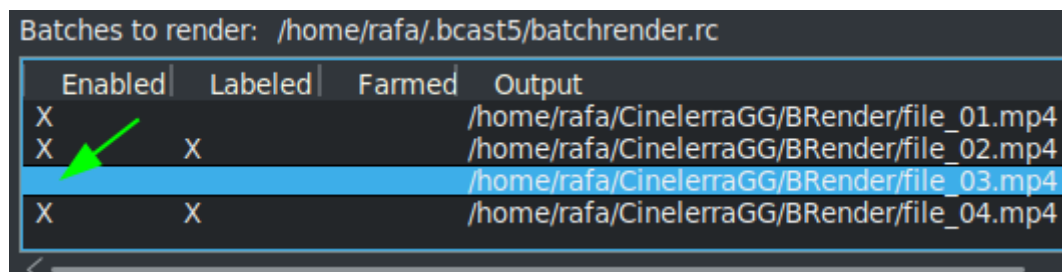 Batches to render: /home/rafa/.bcast5/batchrender.rc
Enabled Labeled Farmed Output
X /home/rafa/CinelerraGG/BRender/file_01.mp4
X X /home/rafa/CinelerraGG/BRender/file_02.mp4
/home/rafa/CinelerraGG/BRender/file_03.mp4
X X /home/rafa/CinelerraGG/BRender/file_04.mp4